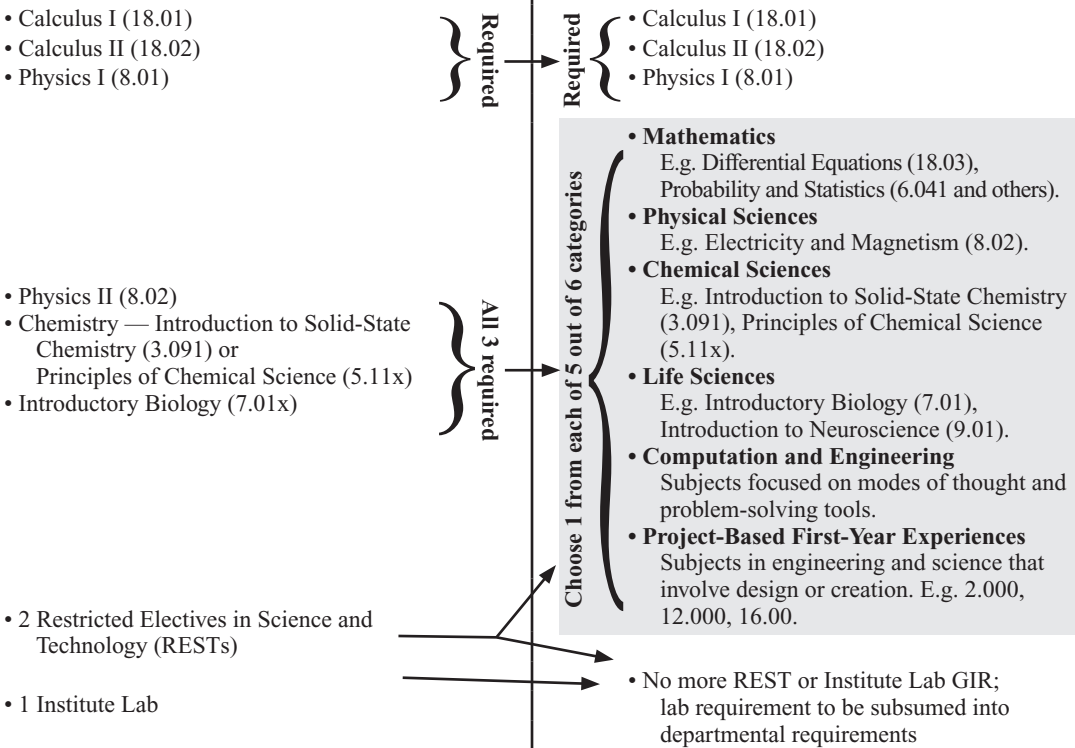 • Calculus I (18.01)
• Calculus II (18.02)
• Physics I (8.01)
Required
• Physics II (8.02)
• Chemistry — Introduction to Solid-State
Chemistry (3.091) or
Principles of Chemical Science (5.11x)
• Introductory Biology (7.01x)
All 3 required
• 2 Restricted Electives in Science and
Technology (RESTs)
• 1 Institute Lab
Required
• Calculus I (18.01)
• Calculus II (18.02)
• Physics I (8.01)
Choose 1 from each of 5 out of 6 categories
• Mathematics
E.g. Differential Equations (18.03),
Probability and Statistics (6.041 and others).
• Physical Sciences
E.g. Electricity and Magnetism (8.02).
• Chemical Sciences
E.g. Introduction to Solid-State Chemistry
(3.091), Principles of Chemical Science
(5.11x).
• Life Sciences
E.g. Introductory Biology (7.01),
Introduction to Neuroscience (9.01).
• Computation and Engineering
Subjects focused on modes of thought and
problem-solving tools.
• Project-Based First-Year Experiences
Subjects in engineering and science that
involve design or creation. E.g. 2.000,
12.000, 16.00.
• No more REST or Institute Lab GIR;
lab requirement to be subsumed into
departmental requirements